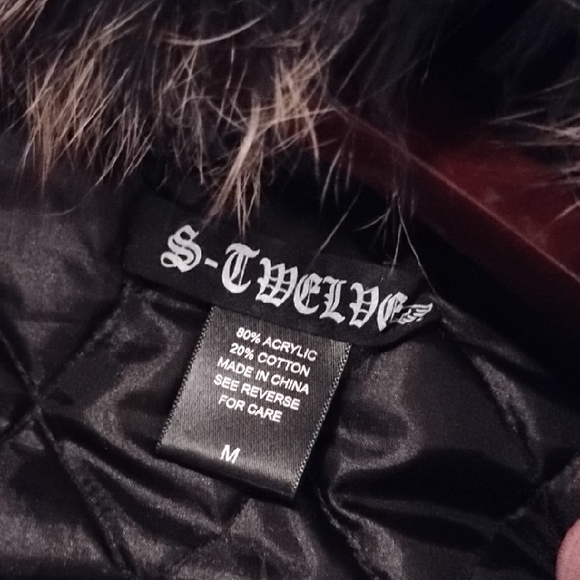 S-TWELVE
80% ACRYLIC
20% COTTON
MADE IN CHINA
SEE REVERSE
FOR CARE
M